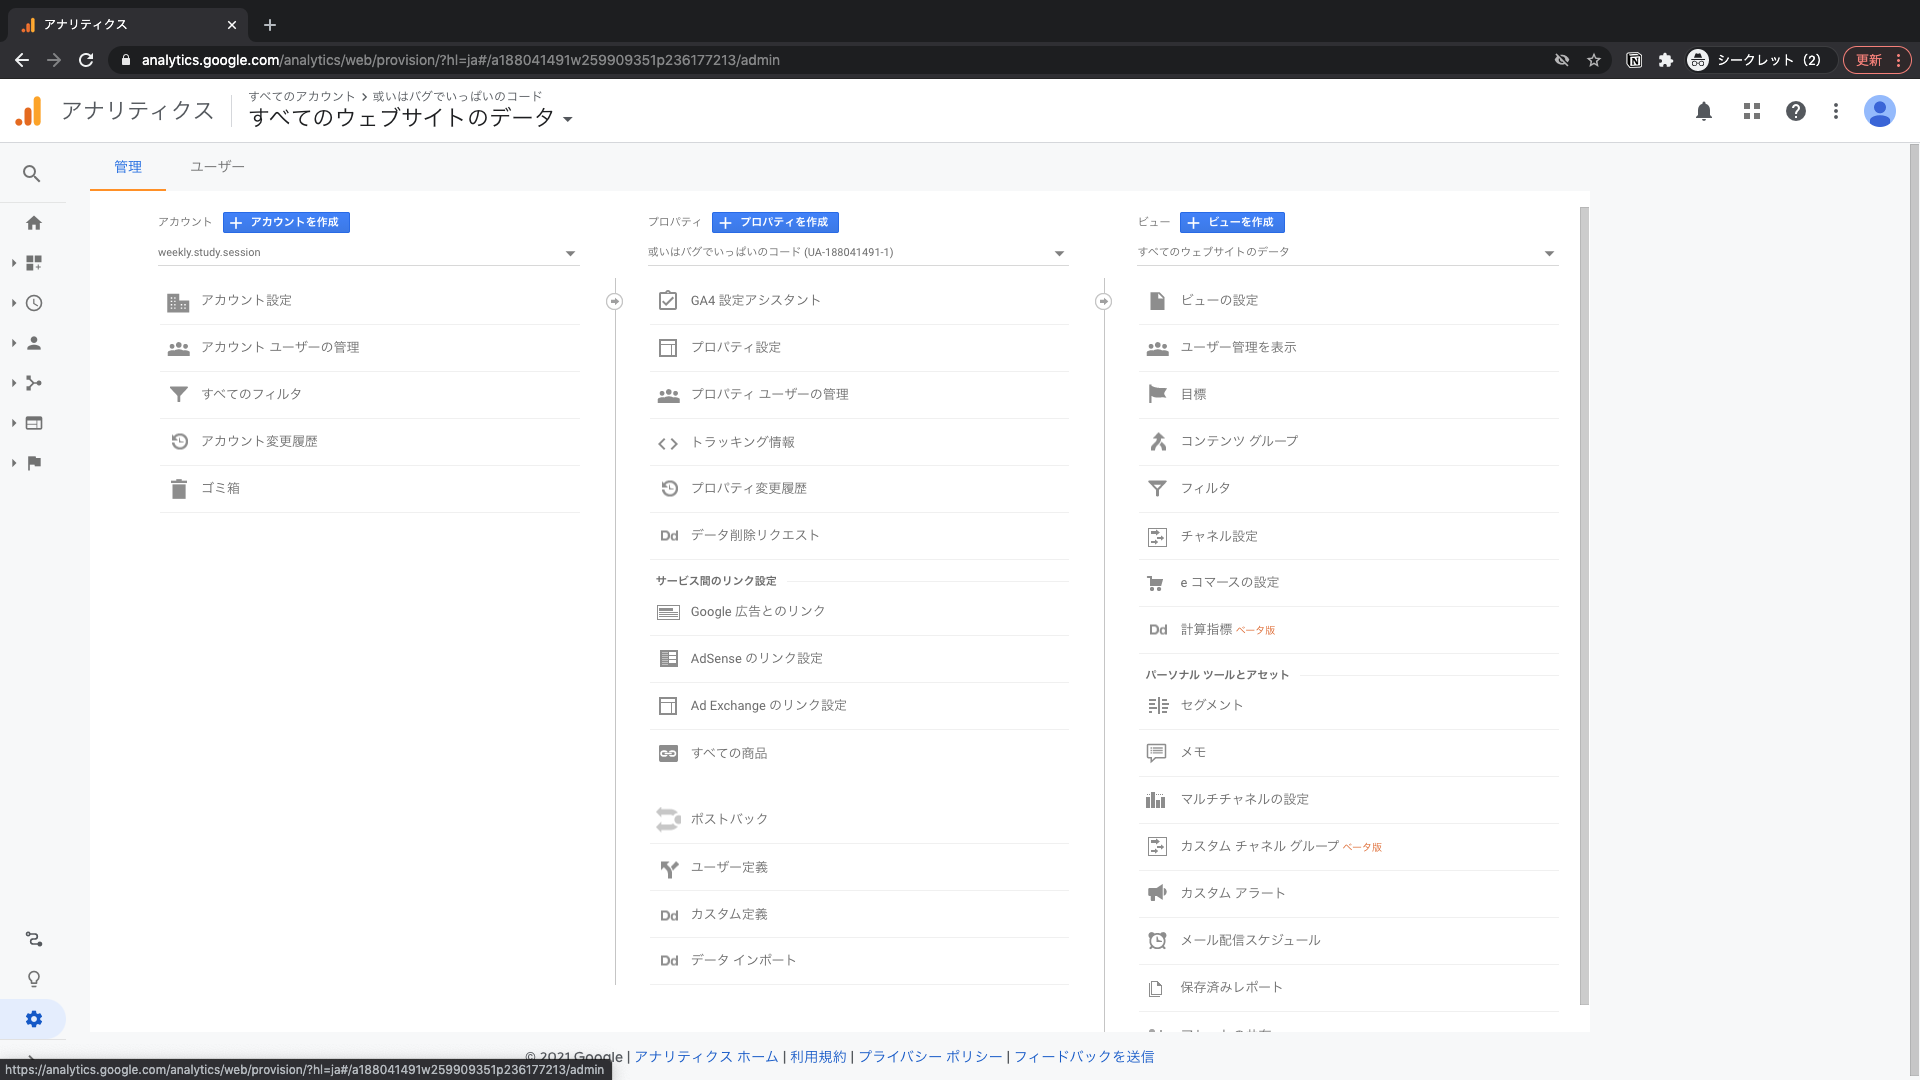 アナリティクス
analytics.google.com/analytics/web/provision/?hl=ja#/a188041491w259909351p236177213/admin
シークレット（2）
更新
アナリティクス
すべてのアカウント > 或いはバグでいっぱいのコード
すべてのウェブサイトのデータ
管理
ユーザー
アカウント
アカウントを作成
weekly.study.session
アカウント設定
アカウント ユーザーの管理
すべてのフィルタ
アカウント変更履歴
ゴミ箱
プロパティ
プロパティを作成
或いはバグでいっぱいのコード (UA-188041491-1)
GA4 設定アシスタント
プロパティ設定
プロパティ ユーザーの管理
トラッキング情報
プロパティ変更履歴
Dd データ削除リクエスト
サービス間のリンク設定
Google 広告とのリンク
AdSense のリンク設定
Ad Exchange のリンク設定
すべての商品
ポストバック
ユーザー定義
Dd カスタム定義
Dd データ インポート
ビュー
ビューを作成
すべてのウェブサイトのデータ
ビューの設定
ユーザー管理を表示
目標
コンテンツ グループ
フィルタ
チャネル設定
e コマースの設定
Dd 計算指標 ベータ版
パーソナル ツールとアセット
セグメント
メモ
マルチチャネルの設定
カスタム チャネル グループ ベータ版
カスタム アラート
メール配信スケジュール
保存済みレポート
© 2021 Google | アナリティクス ホーム | 利用規約 | プライバシー ポリシー | フィードバックを送信
https://analytics.google.com/analytics/web/provision/?hl=ja#/a188041491w259909351p236177213/admin